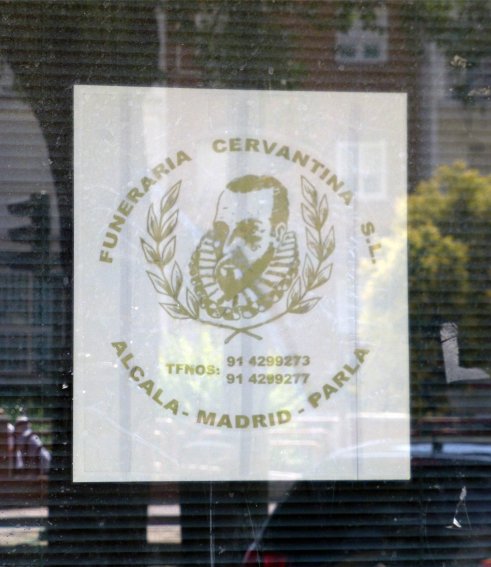 FUNERARIA CERVANTINA S.L.
TFNOS: 91 4299273
91 4299277
ALCALA - MADRID - PARLA